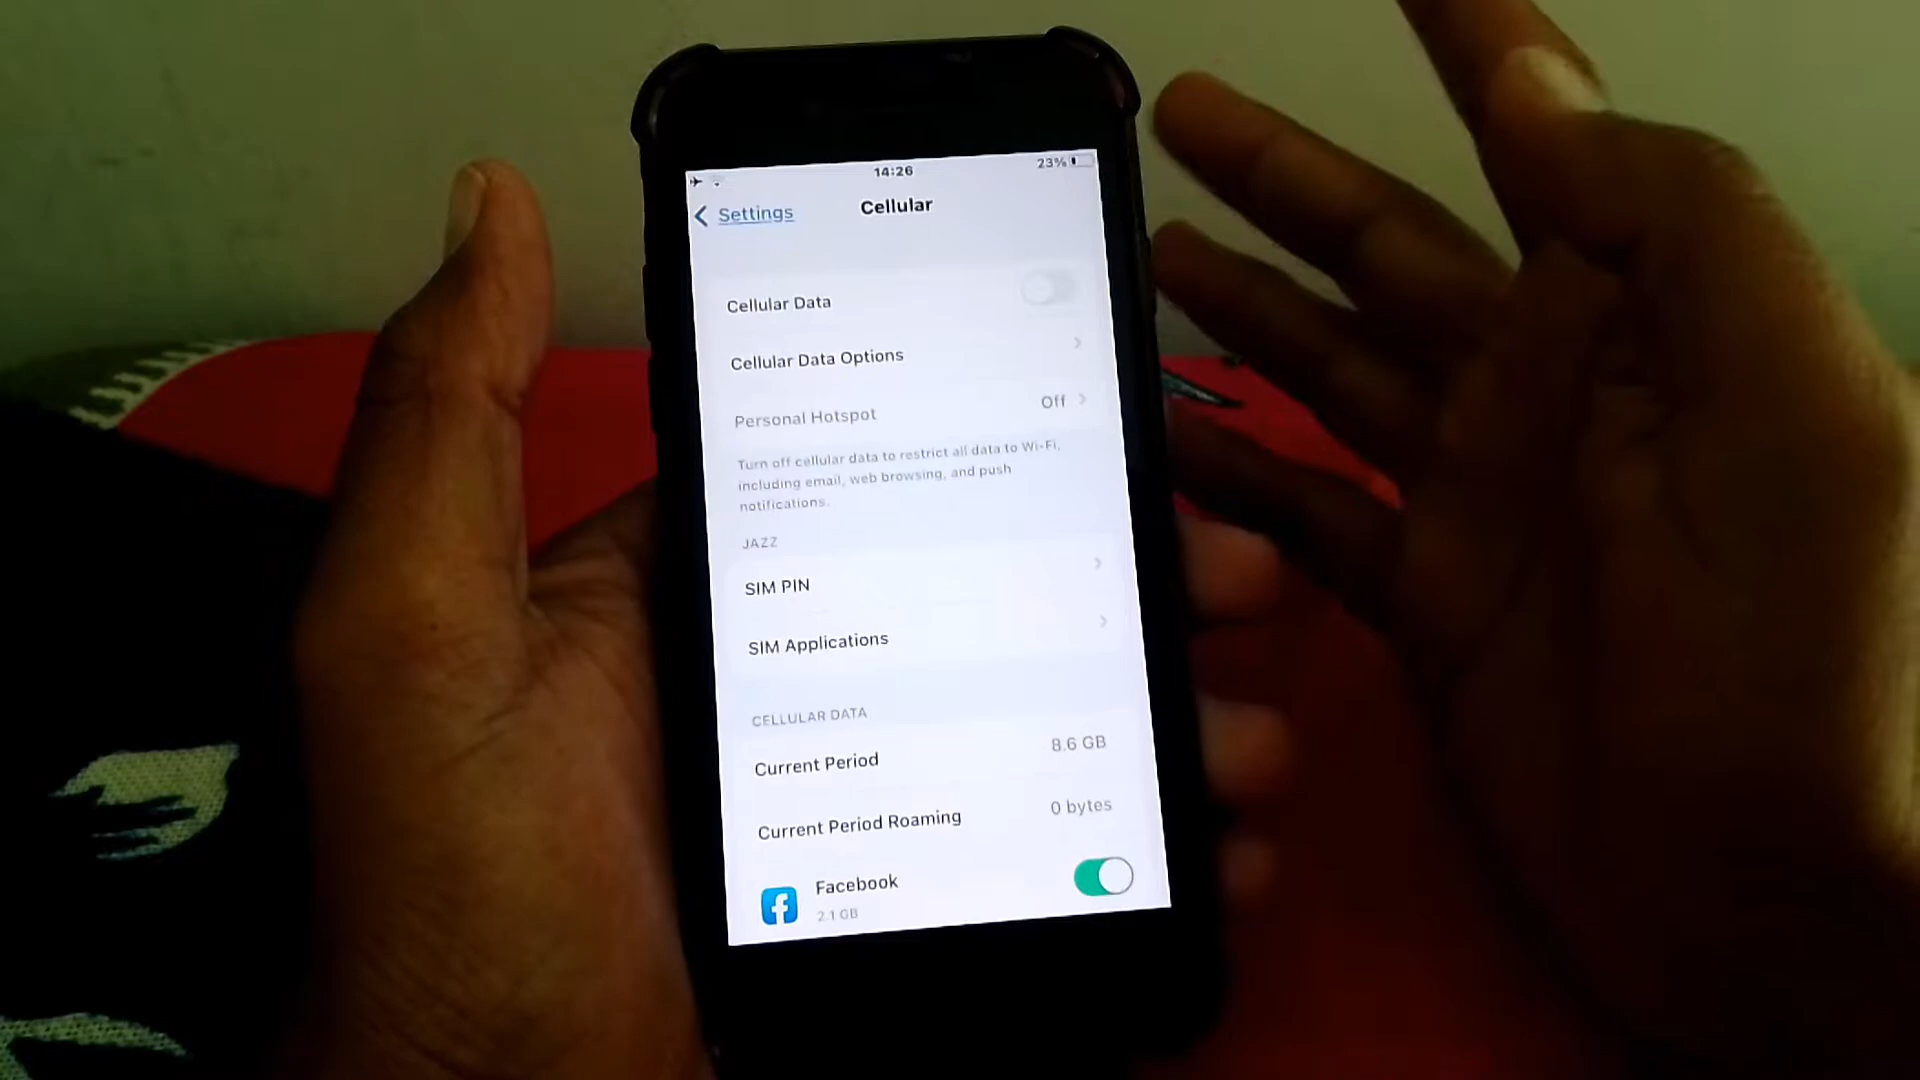 14:26
23%
Settings
Cellular
Cellular Data
Cellular Data Options
Personal Hotspot Off
Turn off cellular data to restrict all data to Wi-Fi,
including email, web browsing, and push
notifications.
JAZZ
SIM PIN
SIM Applications
CELLULAR DATA
Current Period 8.6 GB
Current Period Roaming 0 bytes
Facebook
2.1 GB